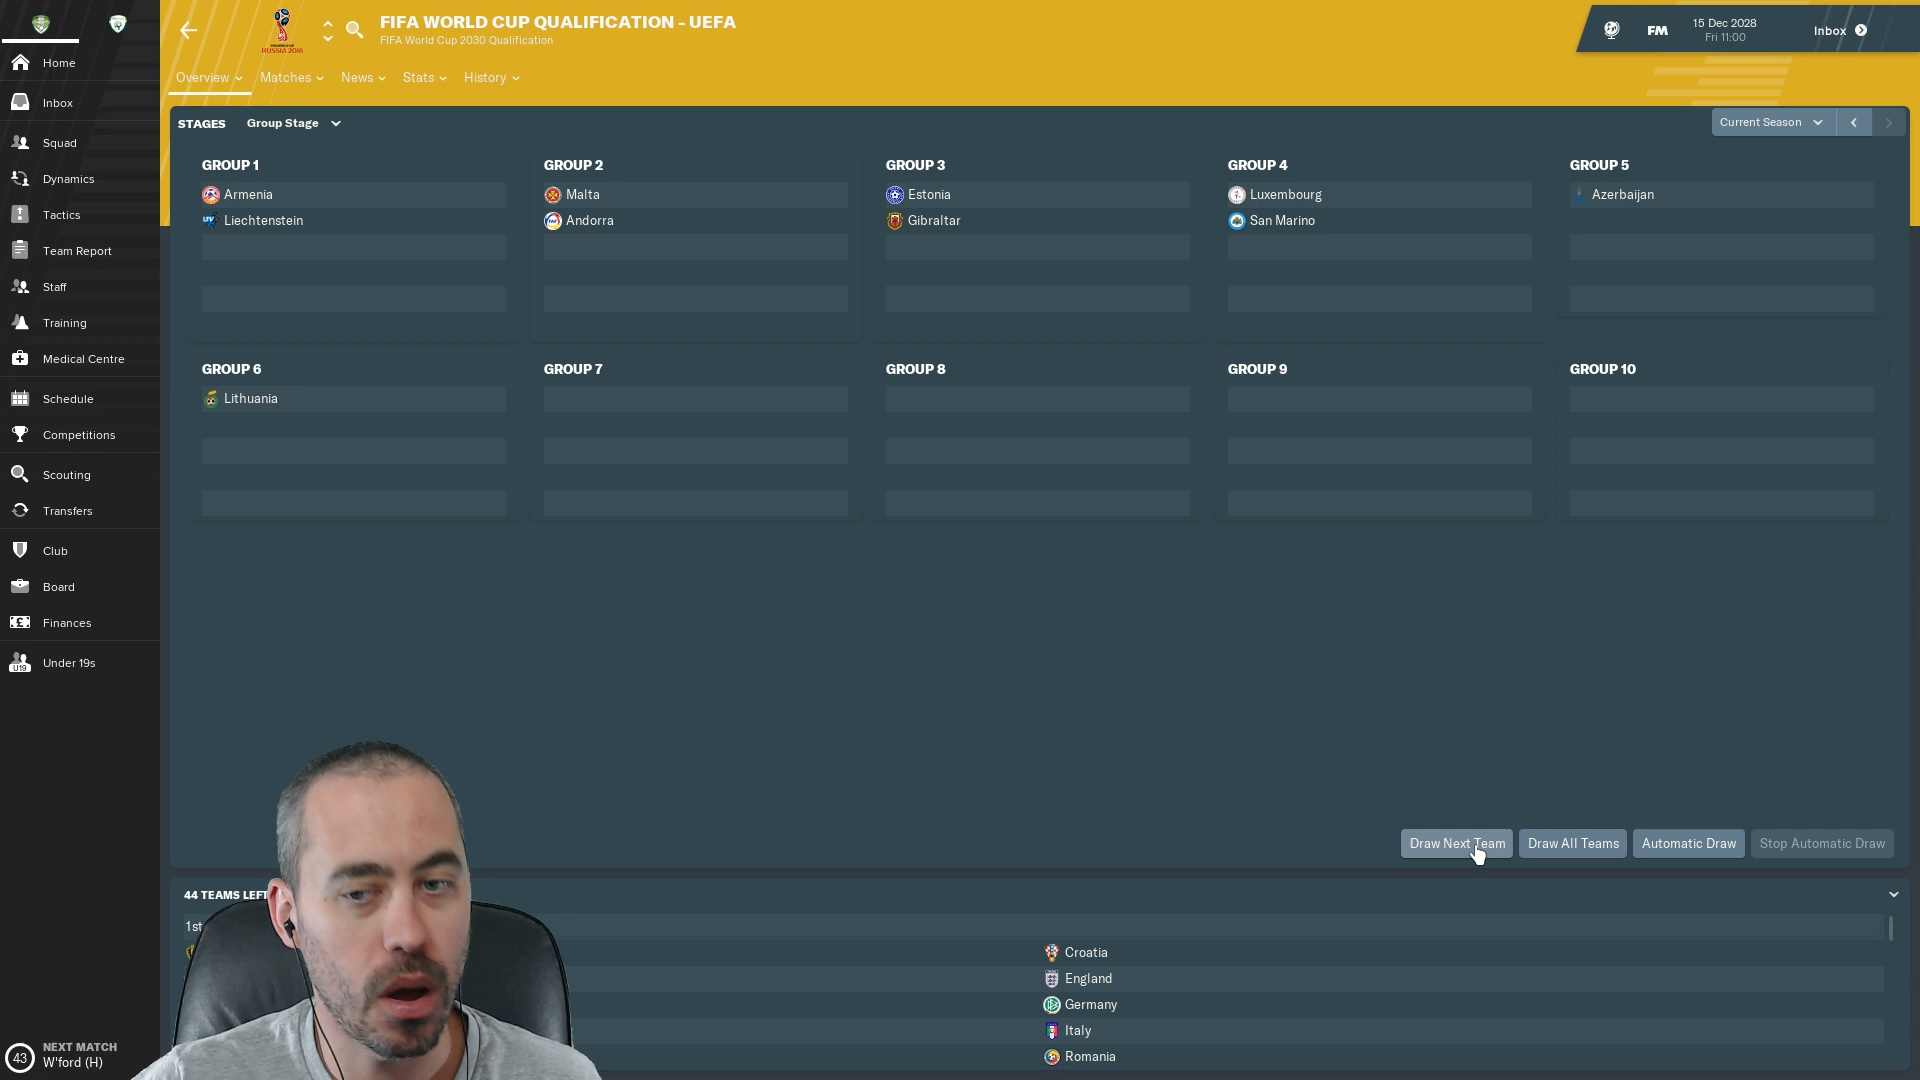 FIFA WORLD CUP QUALIFICATION - UEFA
FIFA World Cup 2030 Qualification
RUSSIA 2018
FM
15 Dec 2028
Fri 11:00
Inbox
Overview
Matches
News
Stats
History
Home
Inbox
Squad
Dynamics
Tactics
Team Report
Staff
Training
Medical Centre
Schedule
Competitions
Scouting
Transfers
Club
Board
Finances
U19
Under 19s
NEXT MATCH
43
W'ford (H)
STAGES
Group Stage
Current Season
GROUP 1
Armenia
Liechtenstein
GROUP 2
Malta
Andorra
GROUP 3
Estonia
Gibraltar
GROUP 4
Luxembourg
San Marino
GROUP 5
Azerbaijan
GROUP 6
Lithuania
GROUP 7
GROUP 8
GROUP 9
GROUP 10
Draw Next Team
Draw All Teams
Automatic Draw
Stop Automatic Draw
44 TEAMS LEFT
1st
Croatia
England
Germany
Italy
Romania